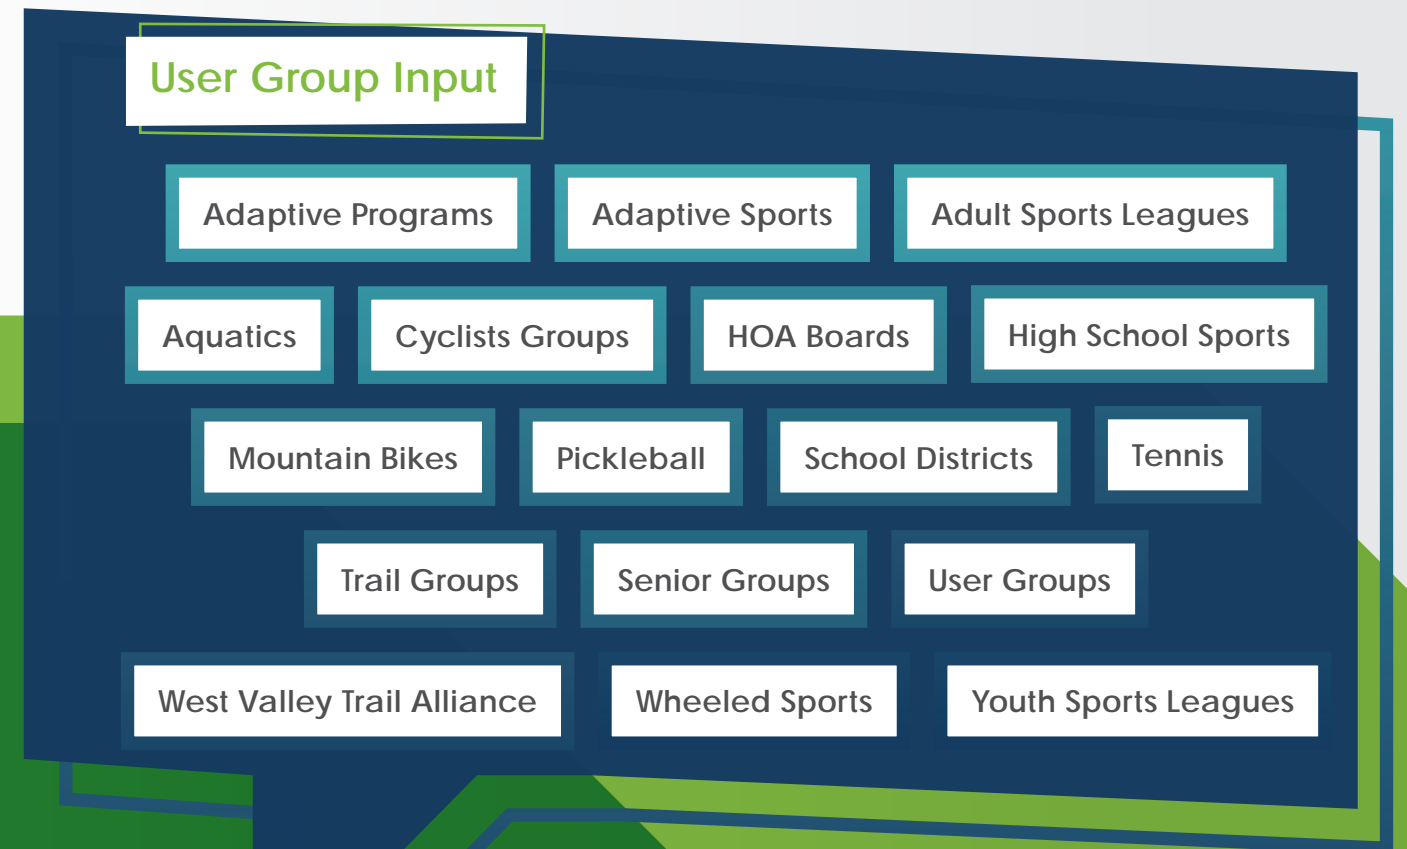 User Group Input
Adaptive Programs
Adaptive Sports
Adult Sports Leagues
Aquatics
Cyclists Groups
HOA Boards
High School Sports
Mountain Bikes
Pickleball
School Districts
Tennis
Trail Groups
Senior Groups
User Groups
West Valley Trail Alliance
Wheeled Sports
Youth Sports Leagues